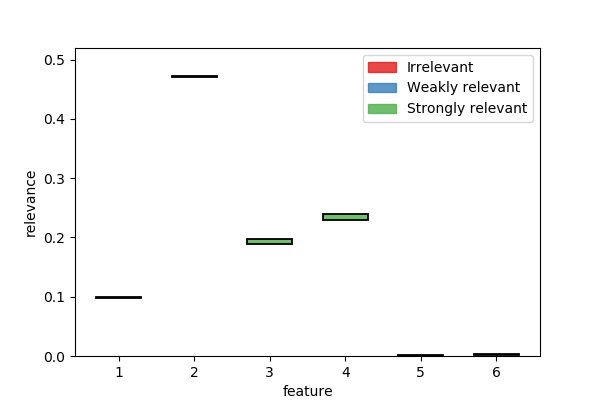 0.5
0.4
0.3
0.2
0.1
0.0
relevance
1 2 3 4 5 6
feature
Irrelevant
Weakly relevant
Strongly relevant